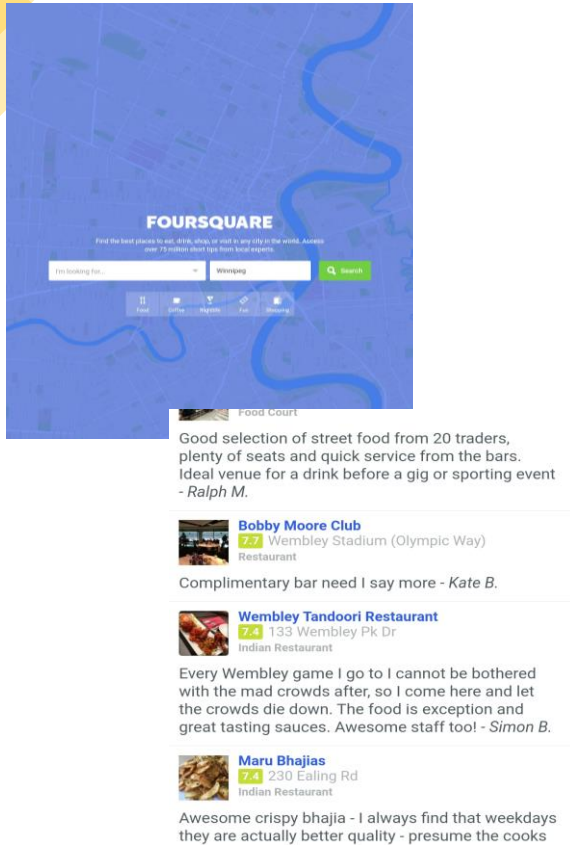 FOURSQUARE
Find the best places to eat, drink, shop, or visit in any city in the world. Access
over 75 million short tips from local experts.
I'm looking for...
Winnipeg
Search
Food Coffee Nightlife Fun Shopping
Food Court
Good selection of street food from 20 traders,
plenty of seats and quick service from the bars.
Ideal venue for a drink before a gig or sporting event
- Ralph M.
Bobby Moore Club
7.7 Wembley Stadium (Olympic Way)
Restaurant
Complimentary bar need I say more - Kate B.
Wembley Tandoori Restaurant
7.4 133 Wembley Pk Dr
Indian Restaurant
Every Wembley game I go to I cannot be bothered
with the mad crowds after, so I come here and let
the crowds die down. The food is exception and
great tasting sauces. Awesome staff too! - Simon B.
Maru Bhajias
7.4 230 Ealing Rd
Indian Restaurant
Awesome crispy bhajia - I always find that weekdays
they are actually better quality - presume the cooks